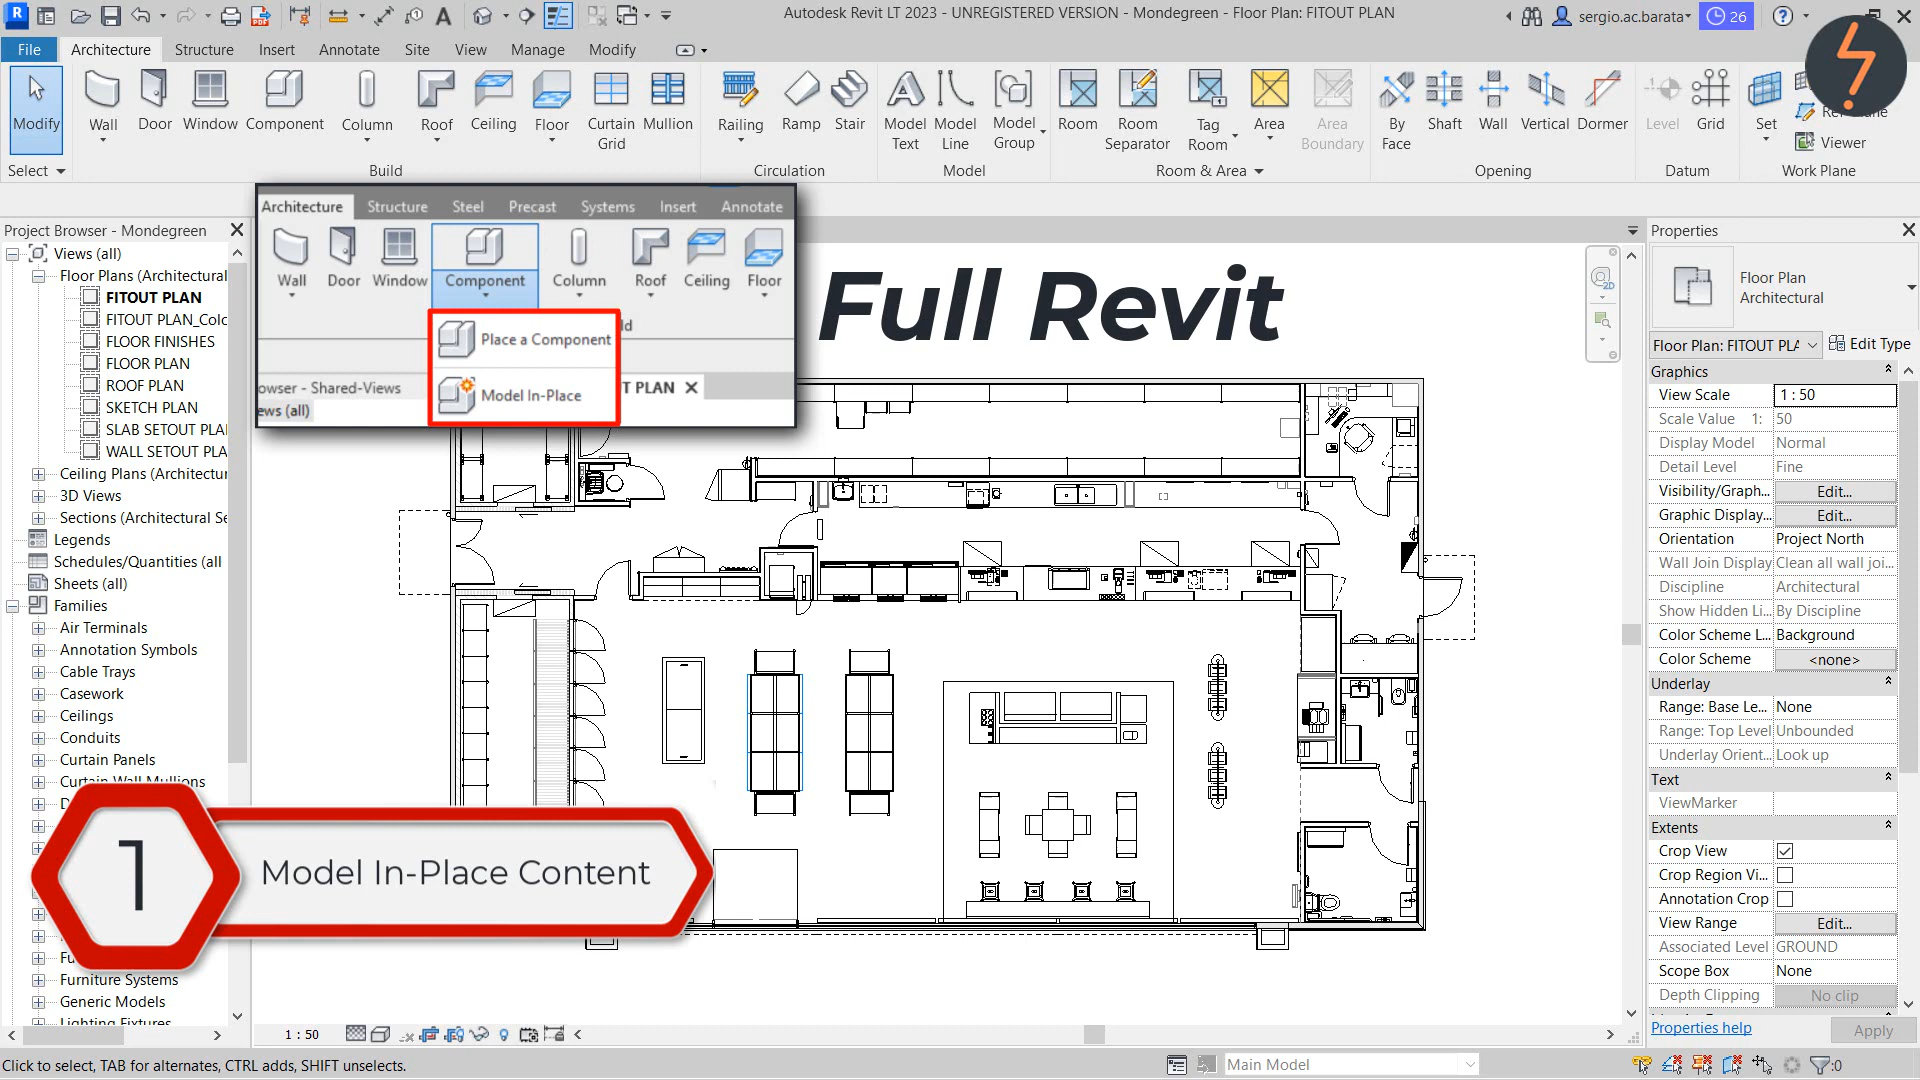 Autodesk Revit LT 2023 - UNREGISTERED VERSION - Mondegreen - Floor Plan: FITOUT PLAN
sergio.ac.barata
26
File
Architecture
Structure
Insert
Annotate
Site
View
Manage
Modify
Modify
Wall
Door
Window
Component
Column
Roof
Ceiling
Floor
Curtain
Grid
Mullion
Railing
Ramp
Stair
Model
Text
Model
Line
Model
Group
Room
Room
Separator
Tag
Room
Area
Area
Boundary
By
Face
Shaft
Wall
Vertical
Dormer
Level
Grid
Set
Viewer
Select
Build
Circulation
Model
Room & Area
Opening
Datum
Work Plane
Project Browser - Mondegreen
Views (all)
Floor Plans (Architectural
FITOUT PLAN
FITOUT PLAN_Colo
FLOOR FINISHES
FLOOR PLAN
ROOF PLAN
SKETCH PLAN
SLAB SETOUT PLA
WALL SETOUT PLA
Ceiling Plans (Architectur
3D Views
Sections (Architectural Se
Legends
Schedules/Quantities (all
Sheets (all)
Families
Air Terminals
Annotation Symbols
Cable Trays
Casework
Ceilings
Conduits
Curtain Panels
Curtain Wall Mullions
D
Fu
Furniture Systems
Generic Models
Lighting Fixtures
Architecture
Structure
Steel
Precast
Systems
Insert
Annotate
Wall
Door
Window
Component
Column
Roof
Ceiling
Floor
ld
Place a Component
Model In-Place
owser - Shared-Views
T PLAN
ews (all)
Full Revit
1
Model In-Place Content
Properties
Floor Plan
Architectural
Floor Plan: FITOUT PLA
Edit Type
Graphics
View Scale 1 : 50
Scale Value 1: 50
Display Model Normal
Detail Level Fine
Visibility/Graph... Edit...
Graphic Display... Edit...
Orientation Project North
Wall Join Display Clean all wall joi...
Discipline Architectural
Show Hidden Li... By Discipline
Color Scheme L... Background
Color Scheme <none>
Underlay
Range: Base Le... None
Range: Top Level Unbounded
Underlay Orient... Look up
Text
ViewMarker
Extents
Crop View
Crop Region Vi...
Annotation Crop
View Range Edit...
Associated Level GROUND
Scope Box None
Depth Clipping No clip
Properties help
Apply
1 : 50
Click to select, TAB for alternates, CTRL adds, SHIFT unselects.
Main Model
:0